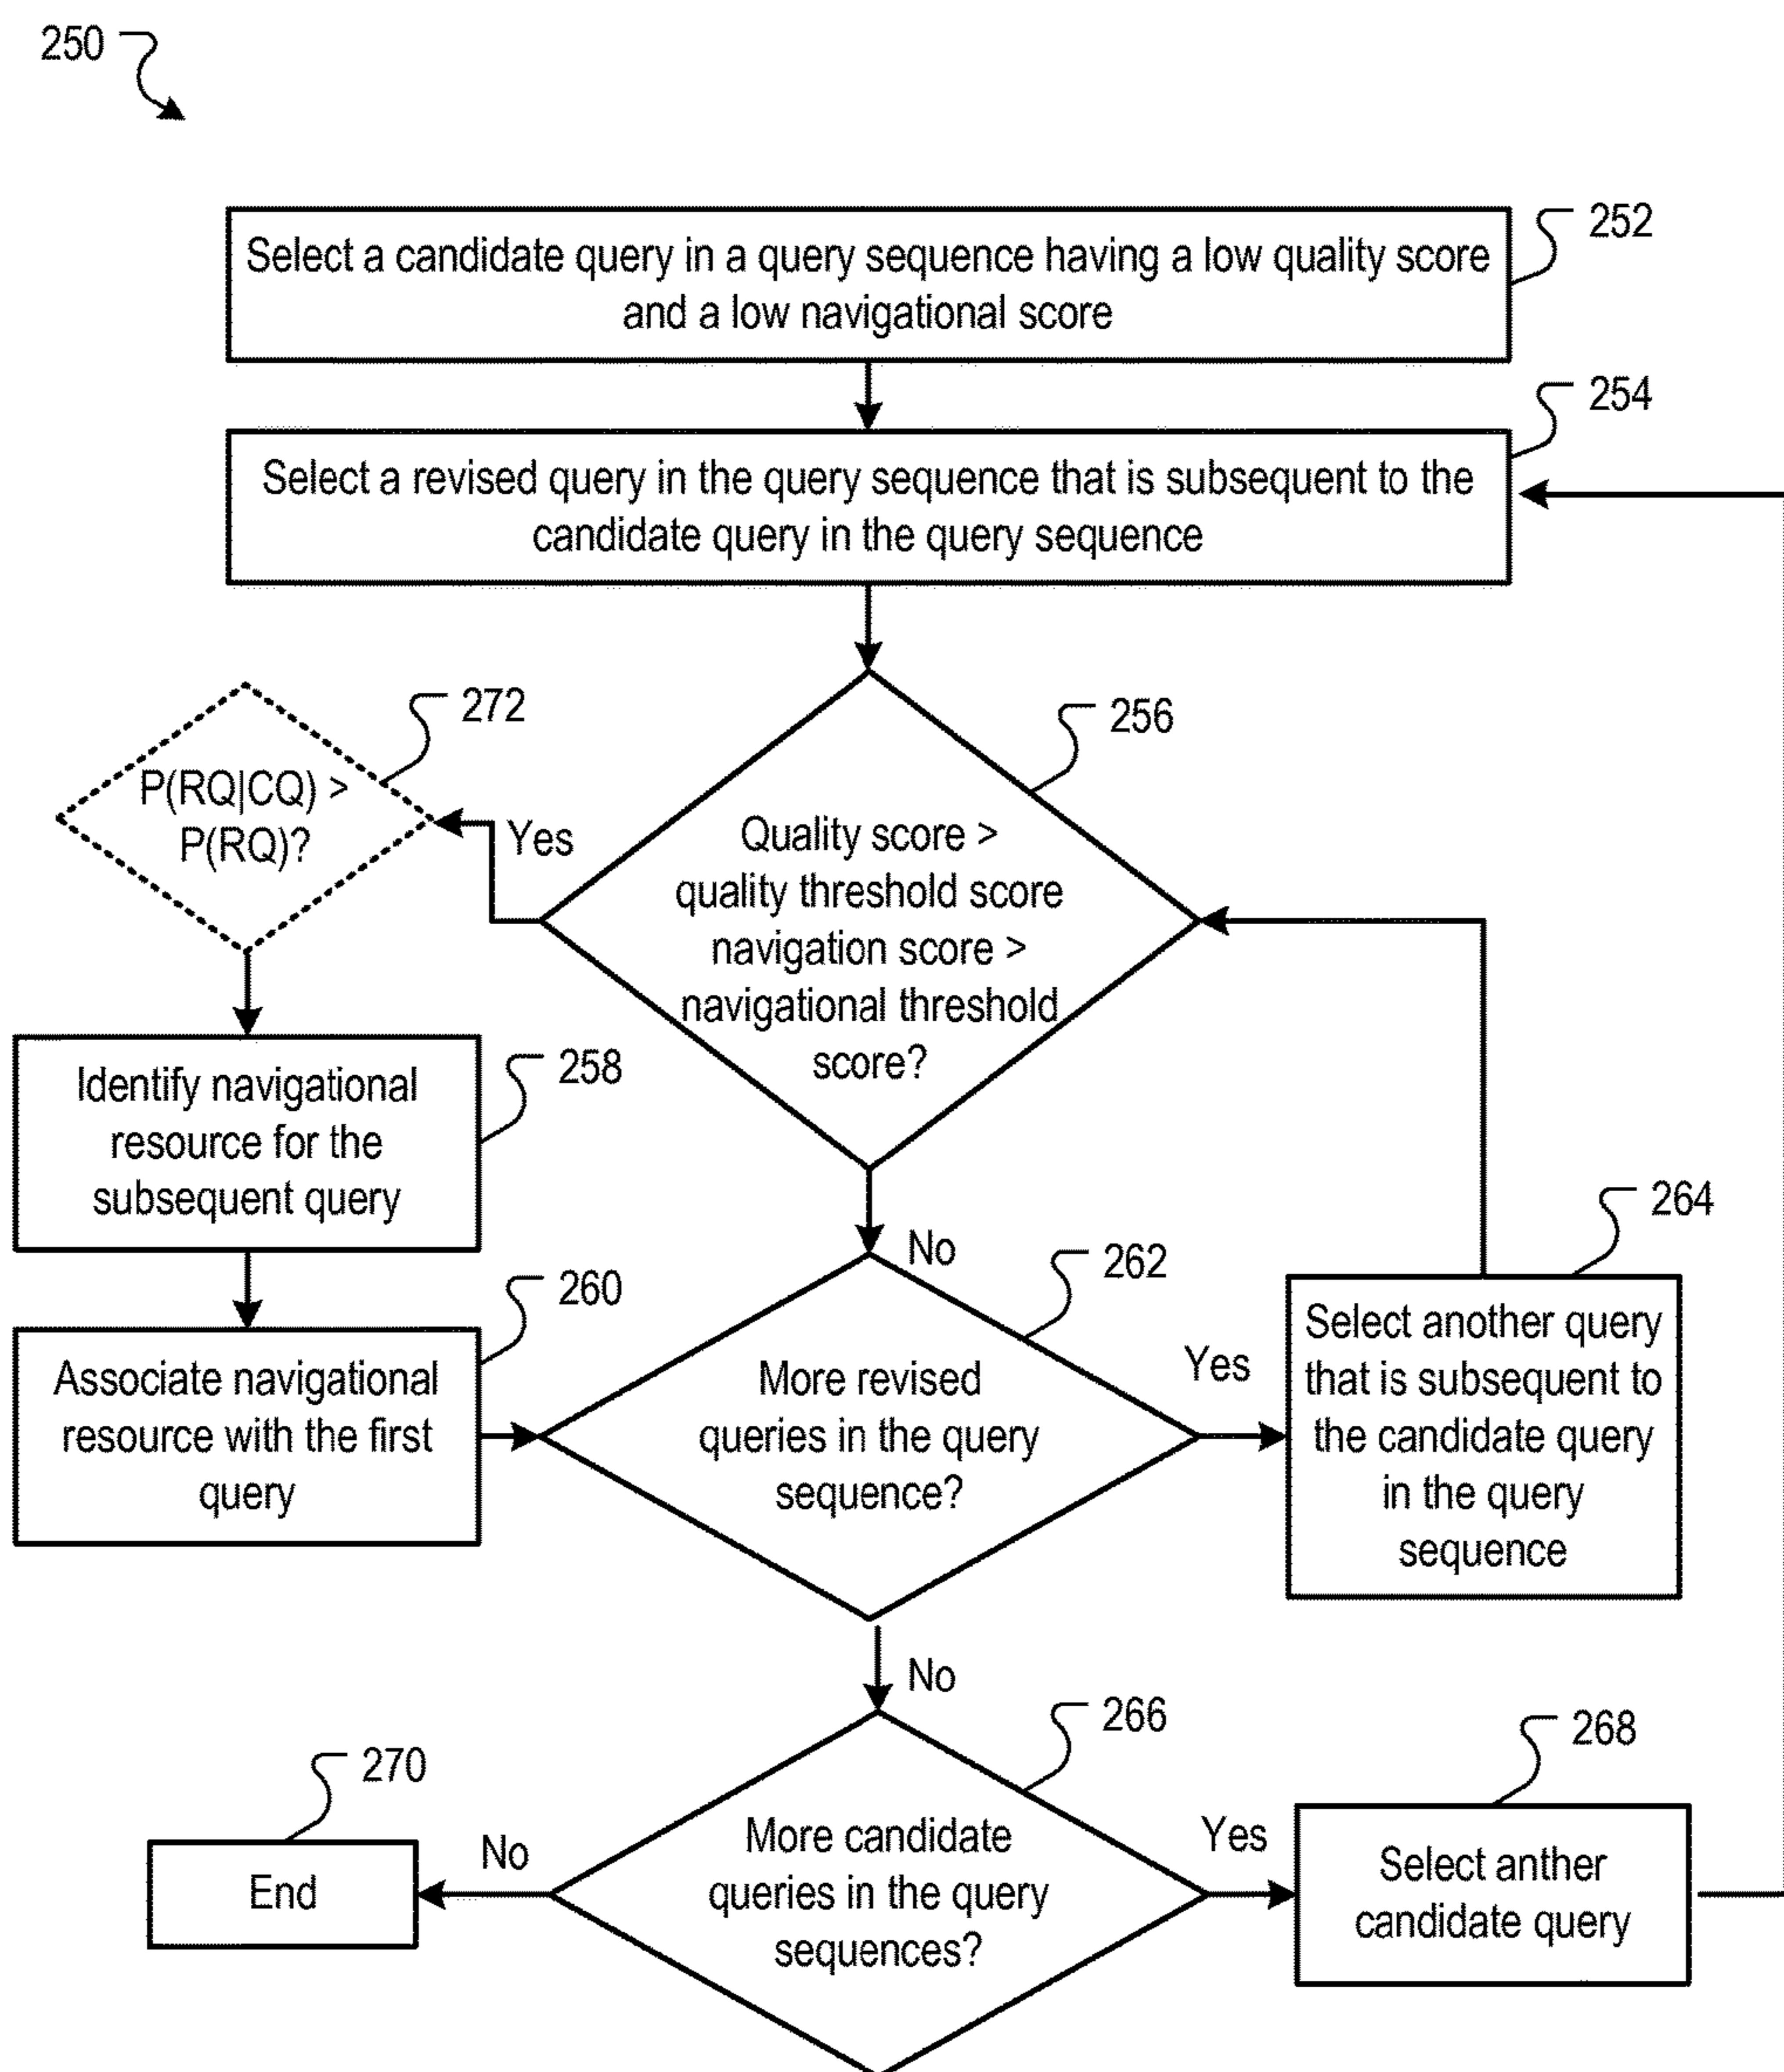 250
252
Select a candidate query in a query sequence having a low quality score
and a low navigational score
254
Select a revised query in the query sequence that is subsequent to the
candidate query in the query sequence
272
P(RQ|CQ) >
P(RQ)?
Yes
256
Quality score >
quality threshold score
navigation score >
navigational threshold
score?
258
Identify navigational
resource for the
subsequent query
No
260
Associate navigational
resource with the first
query
262
More revised
queries in the query
sequence?
Yes
264
Select another query
that is subsequent to
the candidate query
in the query
sequence
No
266
More candidate
queries in the query
sequences?
270
End
No
Yes
268
Select anther
candidate query